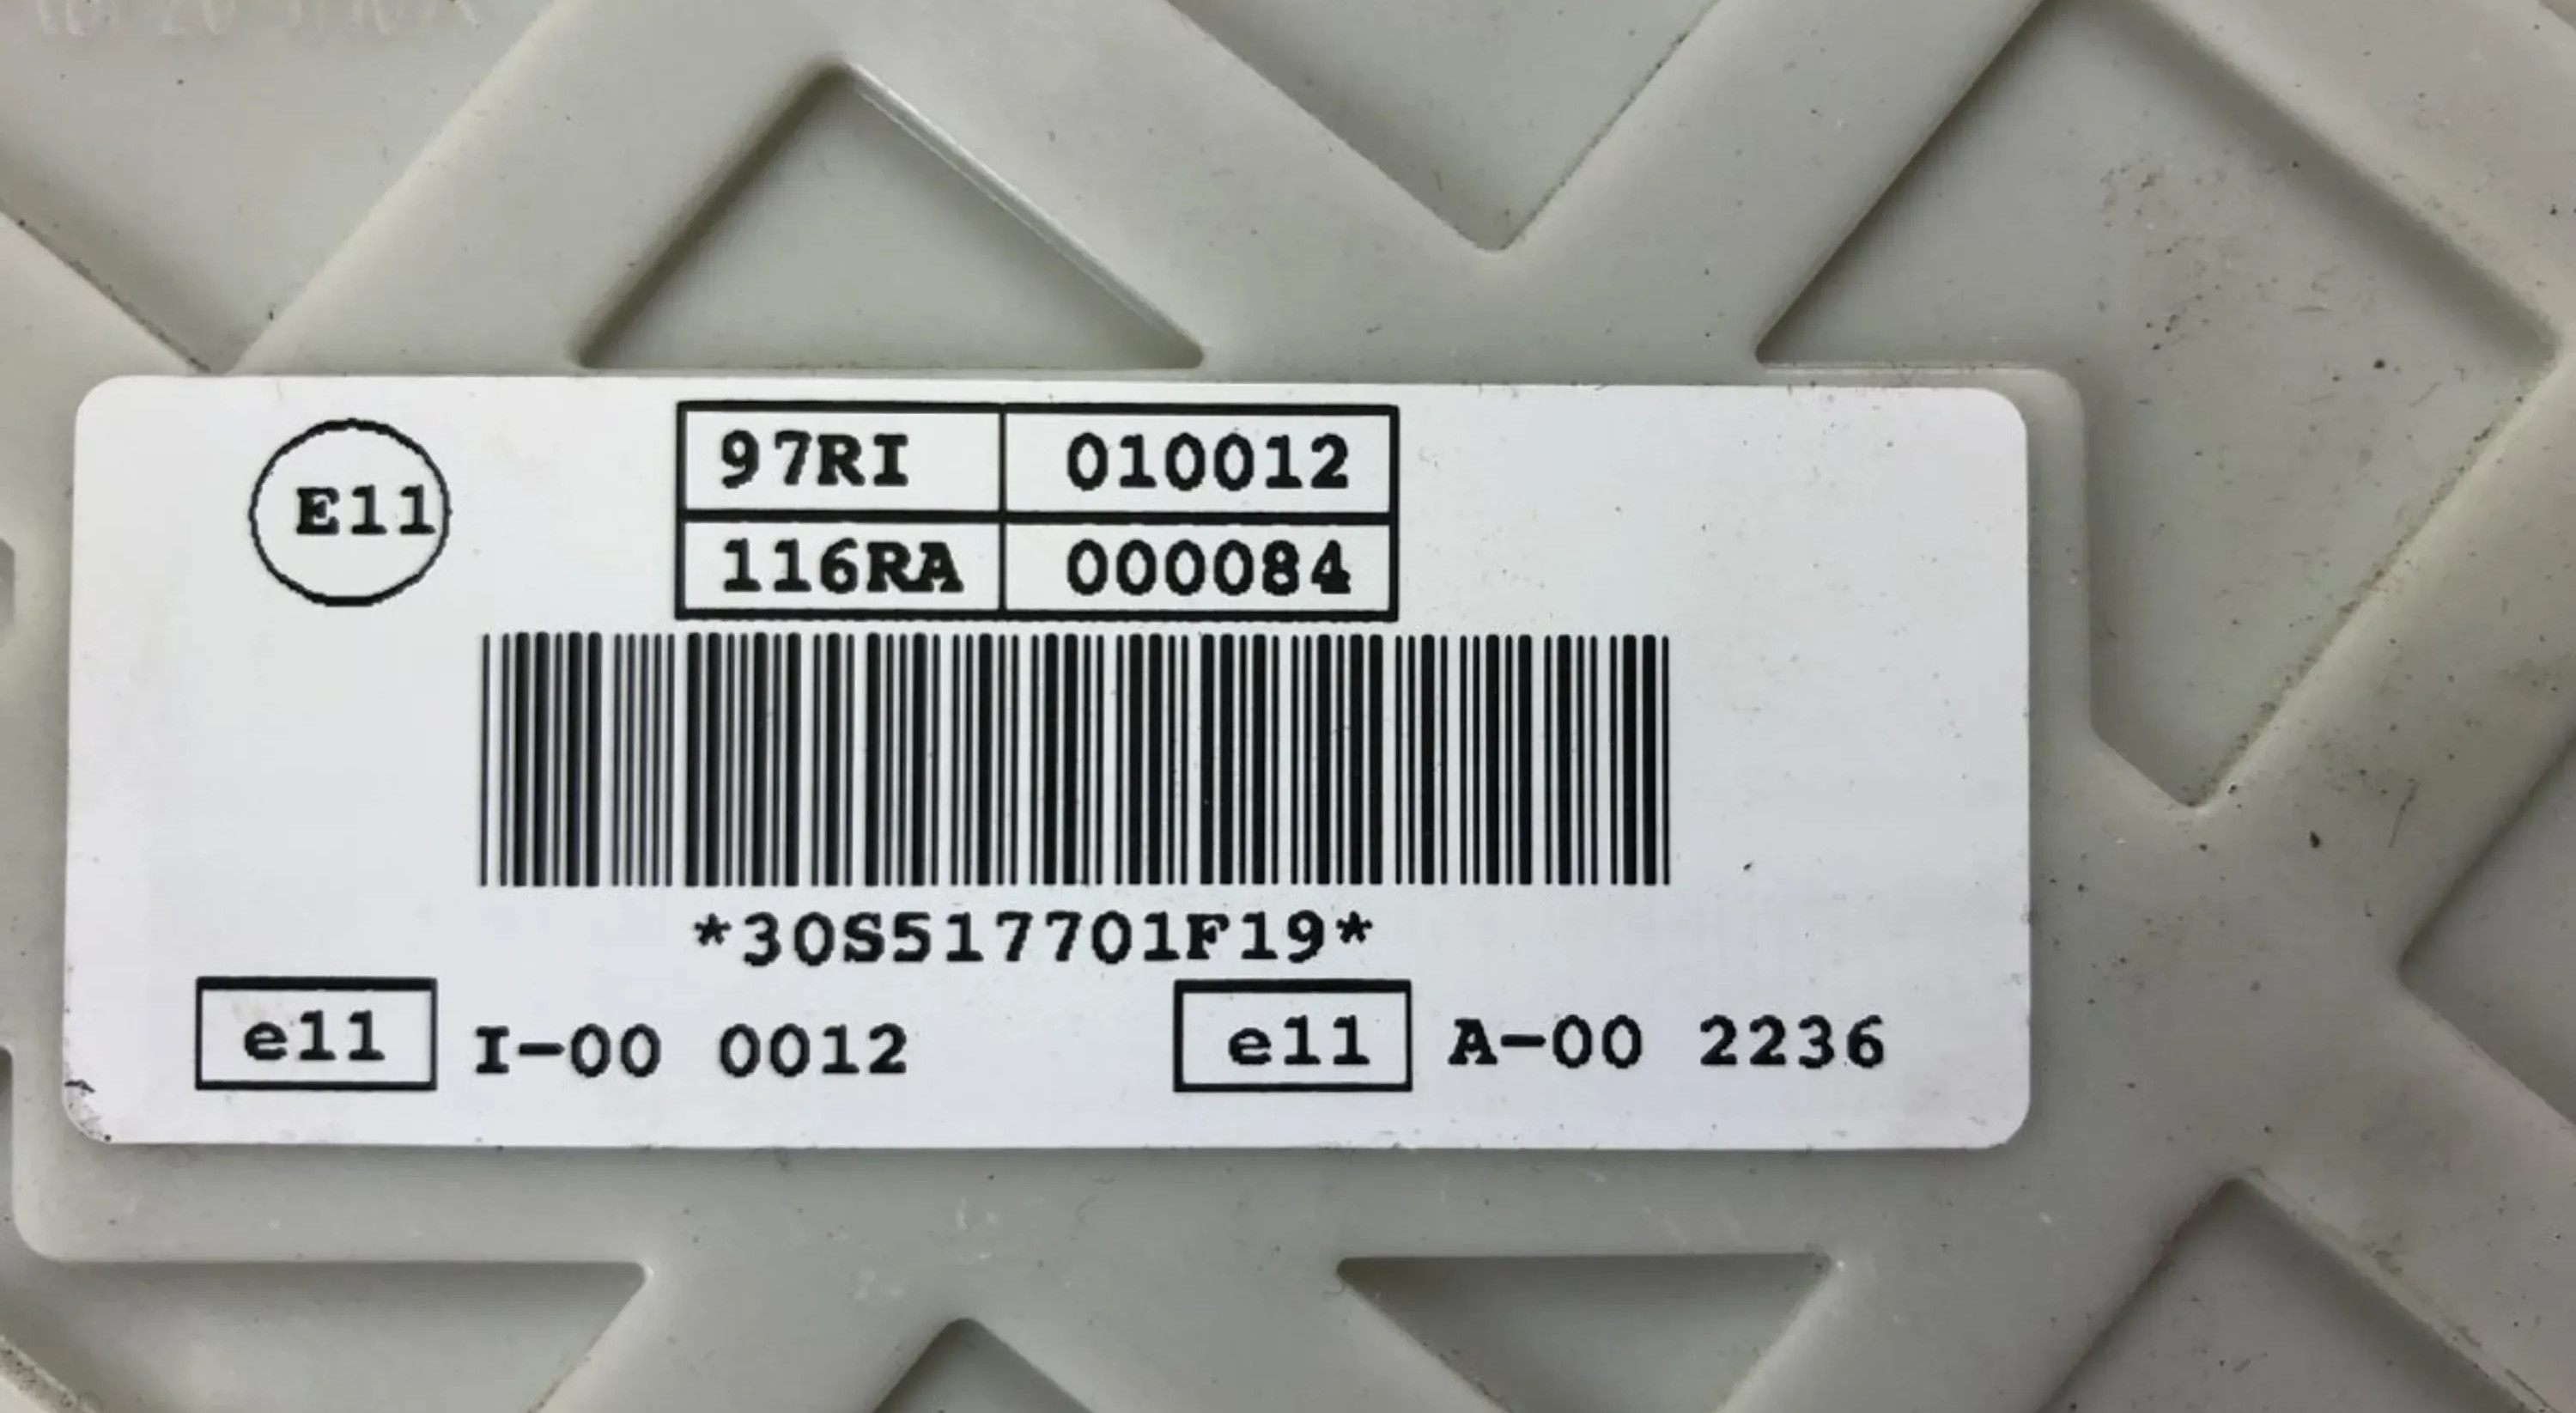 E11
97RI 010012
116RA 000084
*30S517701F19*
e11 I-00 0012 e11 A-00 2236